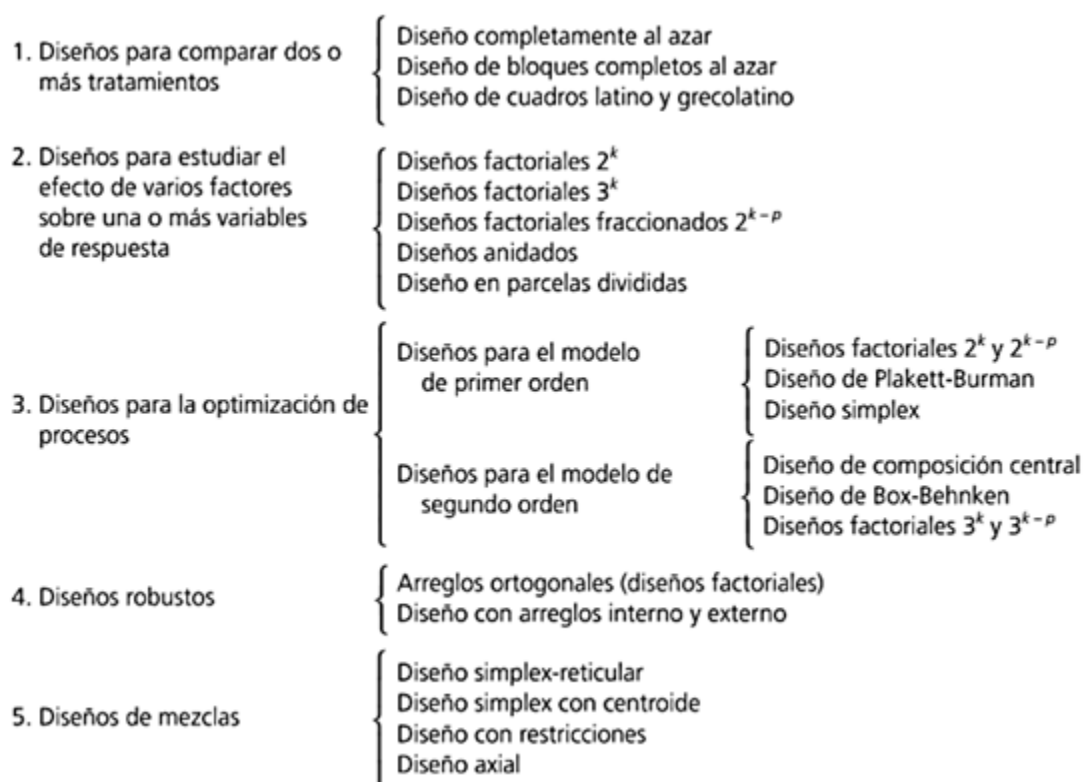 1. Diseños para comparar dos o
más tratamientos
Diseño completamente al azar
Diseño de bloques completos al azar
Diseño de cuadros latino y grecolatino
2. Diseños para estudiar el
efecto de varios factores
sobre una o más variables
de respuesta
Diseños factoriales 2^k
Diseños factoriales 3^k
Diseños factoriales fraccionados 2^{k-p}
Diseños anidados
Diseño en parcelas divididas
3. Diseños para la optimización de
procesos
Diseños para el modelo
de primer orden
Diseños factoriales 2^k y 2^{k-p}
Diseño de Plakett-Burman
Diseño simplex
Diseños para el modelo de
segundo orden
Diseño de composición central
Diseño de Box-Behnken
Diseños factoriales 3^k y 3^{k-p}
4. Diseños robustos
Arreglos ortogonales (diseños factoriales)
Diseño con arreglos interno y externo
5. Diseños de mezclas
Diseño simplex-reticular
Diseño simplex con centroide
Diseño con restricciones
Diseño axial